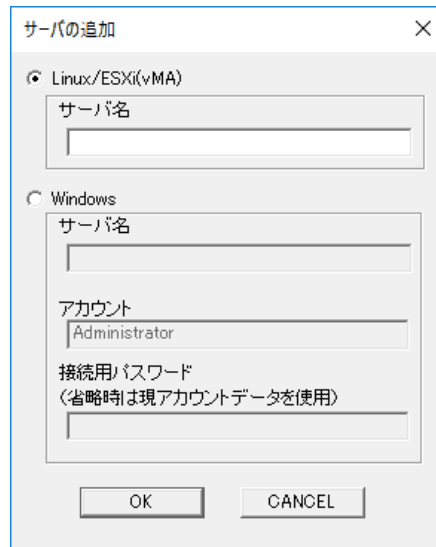 サーバの追加
Linux/ESXi(vMA)
サーバ名
Windows
サーバ名
アカウント
Administrator
接続用パスワード
(省略時は現アカウントデータを使用)
OK
CANCEL